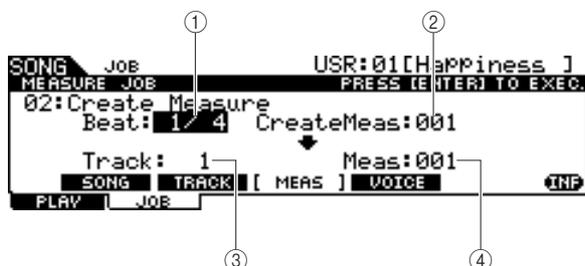 ① ②
SONG JOB USR:01[Happiness ]
MEASURE JOB PRESS [ENTER] TO EXEC.
02:Create Measure
Beat: 1/ 4 CreateMeas:001
Track: 1 Meas:001
SONG TRACK [ MEAS ] VOICE INP
PLAY JOB
③ ④